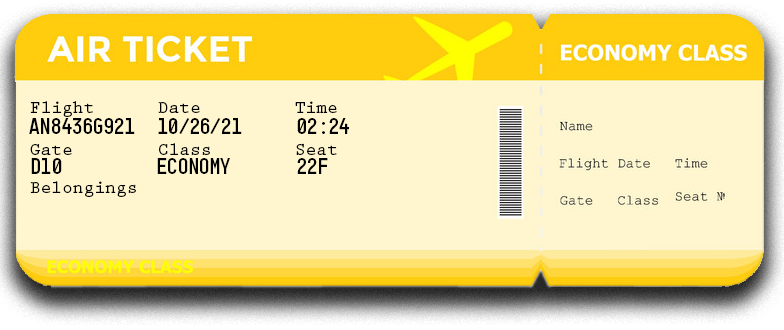 AIR TICKET
ECONOMY CLASS
Flight Date Time
AN8436G921 10/26/21 02:24
Gate Class Seat
D10 ECONOMY 22F
Belongings
ECONOMY CLASS
Name
Flight Date Time
Gate Class Seat №